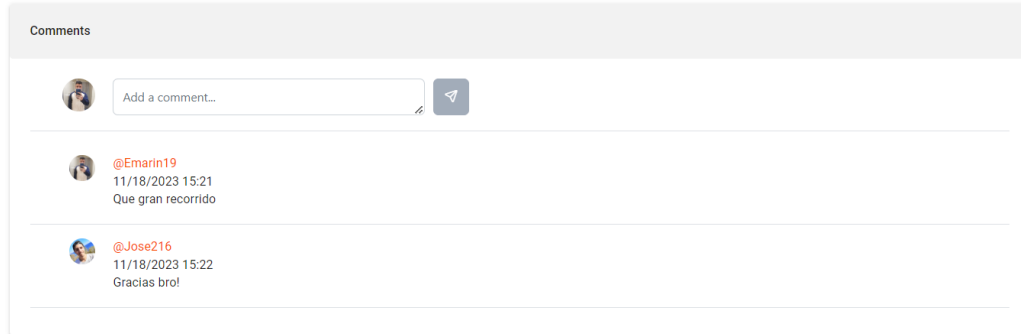 Comments
Add a comment...
@Emarin19
11/18/2023 15:21
Que gran recorrido
@Jose216
11/18/2023 15:22
Gracias bro!